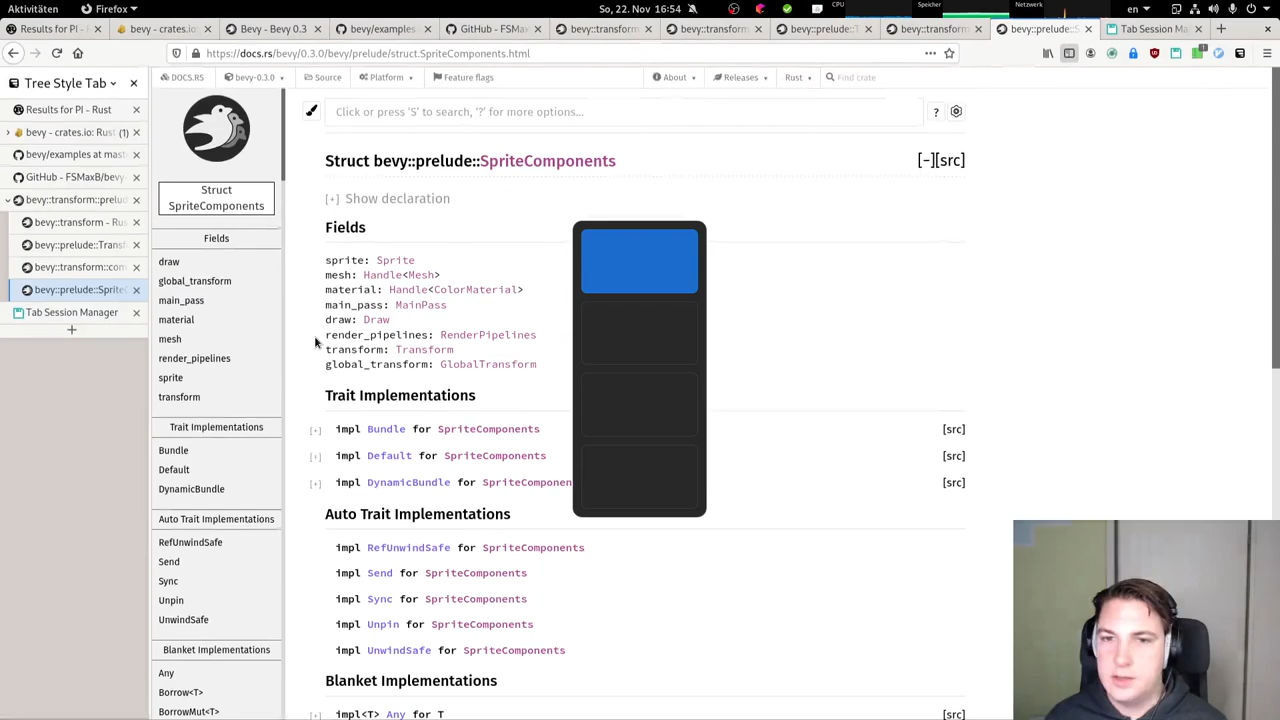 Aktivitäten Firefox So, 22. Nov 16:54 CPU Speicher Netzwerk en
Results for P bevy - crates.io Bevy - Bevy 0.3 bevy/examples GitHub - FSMax bevy::transform bevy::transform bevy::prelude::T bevy::transform bevy::prelude::S Tab Session Ma
https://docs.rs/bevy/0.3.0/bevy/prelude/struct.SpriteComponents.html
Tree Style Tab
Results for PI - Rust
bevy - crates.io: Rust (1)
bevy/examples at mast
GitHub - FSMaxB/bevy-
bevy::transform::prelud
bevy::transform - Rus
bevy::prelude::Transf
bevy::transform::com
bevy::prelude::Sprite
Tab Session Manager
DOCS.RS bevy-0.3.0 Source Platform Feature flags About Releases Rust Find crate
Struct
SpriteComponents
Fields
draw
global_transform
main_pass
material
mesh
render_pipelines
sprite
transform
Trait Implementations
Bundle
Default
DynamicBundle
Auto Trait Implementations
RefUnwindSafe
Send
Sync
Unpin
UnwindSafe
Blanket Implementations
Any
Borrow<T>
BorrowMut<T>
Click or press 'S' to search, '?' for more options... ?
Struct bevy::prelude::SpriteComponents [-][src]
[+] Show declaration
Fields
sprite: Sprite
mesh: Handle<Mesh>
material: Handle<ColorMaterial>
main_pass: MainPass
draw: Draw
render_pipelines: RenderPipelines
transform: Transform
global_transform: GlobalTransform
Trait Implementations
[+] impl Bundle for SpriteComponents [src]
[+] impl Default for SpriteComponents [src]
[+] impl DynamicBundle for SpriteComponen [src]
Auto Trait Implementations
impl RefUnwindSafe for SpriteComponents
impl Send for SpriteComponents
impl Sync for SpriteComponents
impl Unpin for SpriteComponents
impl UnwindSafe for SpriteComponents
Blanket Implementations
[+] impl<T> Any for T [src]